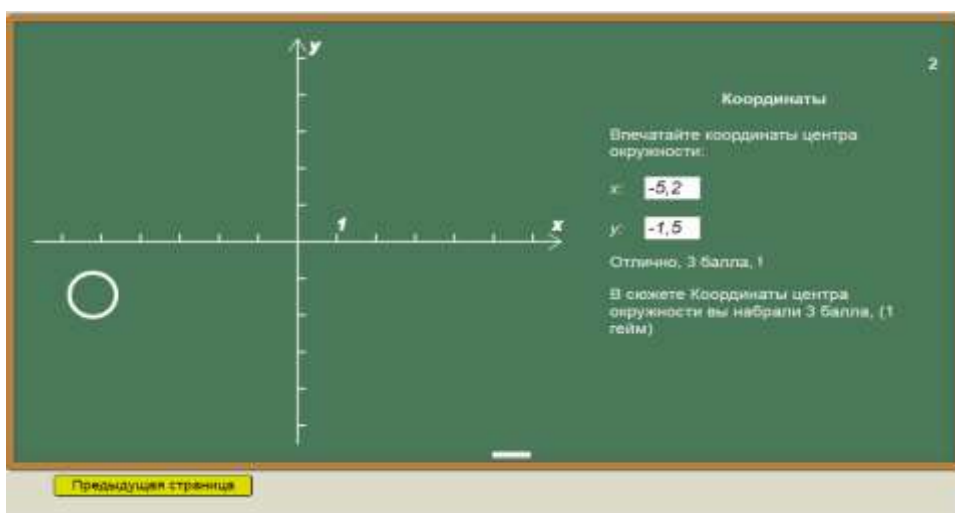 y
2
Координаты
Впечатайте координаты центра
окружности:
1
x
x: -5,2
y: -1,5
Отлично, 3 балла, !
В сюжете Координаты центра
окружности вы набрали 3 балла, (1
гейм)
Предыдущая страница